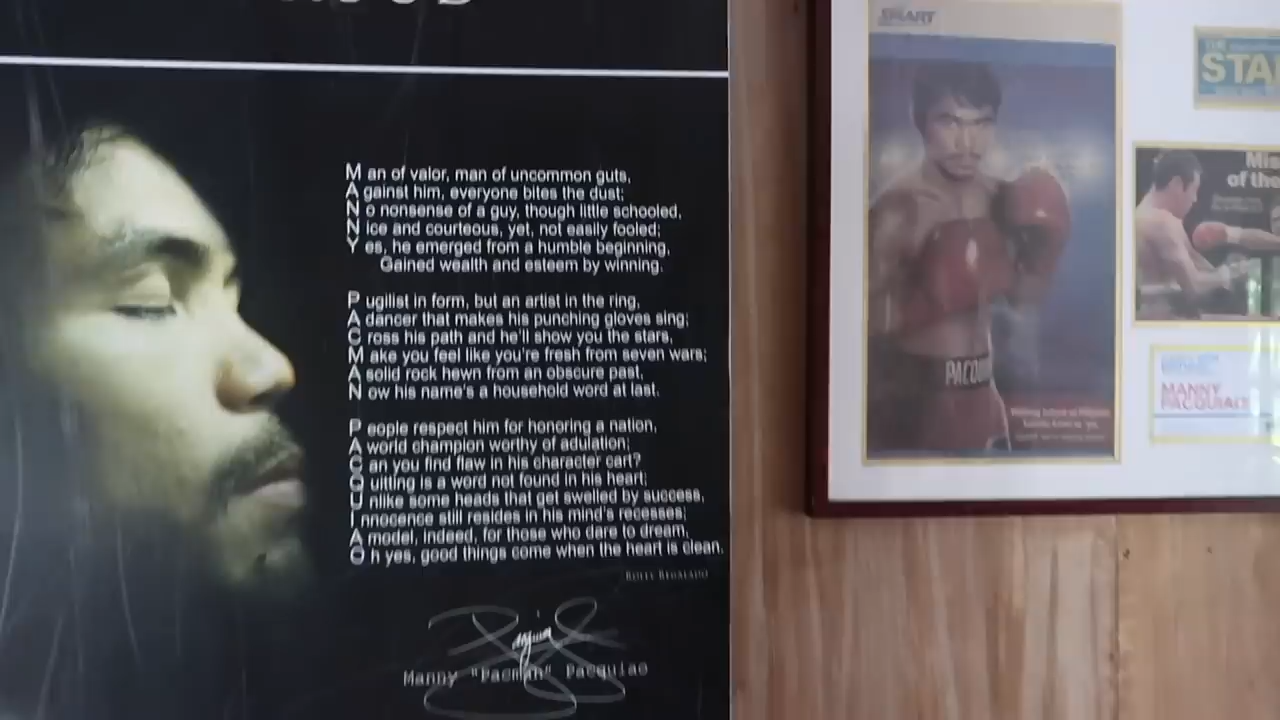 Man of valor, man of uncommon guts,
Against him, everyone bites the dust;
No nonsense of a guy, though little schooled,
Nice and courteous, yet, not easily fooled;
Yes, he emerged from a humble beginning,
Gained wealth and esteem by winning.
Pugilist in form, but an artist in the ring,
A dancer that makes his punching gloves sing;
Cross his path and he'll show you the stars,
Make you feel like you're fresh from seven wars;
A solid rock hewn from an obscure past,
Now his name's a household word at last.
People respect him for honoring a nation,
A world champion worthy of adulation;
Can you find flaw in his character cart?
Quitting is a word not found in his heart;
Unlike some heads that get swelled by success,
Innocence still resides in his mind's recesses;
A model, indeed, for those who dare to dream,
Oh yes, good things come when the heart is clean.
Manny "Pacman" Pacquiao
SMART
PACQU
THE
STA
Mis
of the
MANNY
PACQUIAO